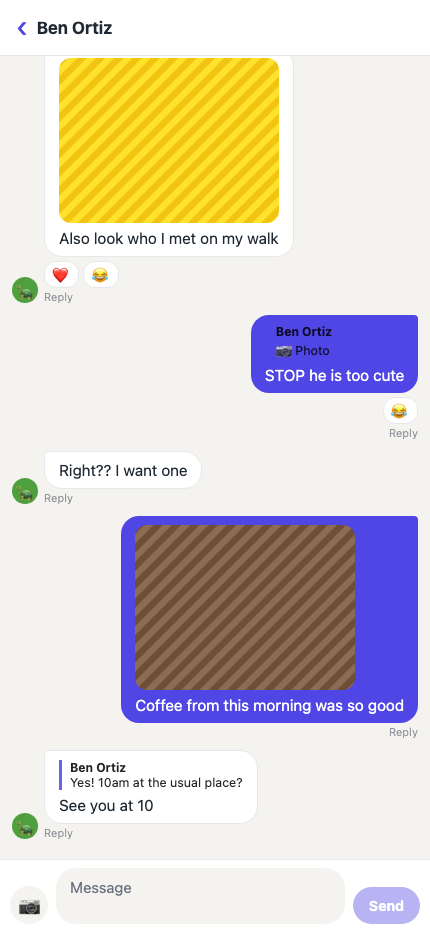 Ben Ortiz
Also look who I met on my walk
Reply
Ben Ortiz
Photo
STOP he is too cute
Reply
Right?? I want one
Reply
Coffee from this morning was so good
Reply
Ben Ortiz
Yes! 10am at the usual place?
See you at 10
Reply
Message
Send